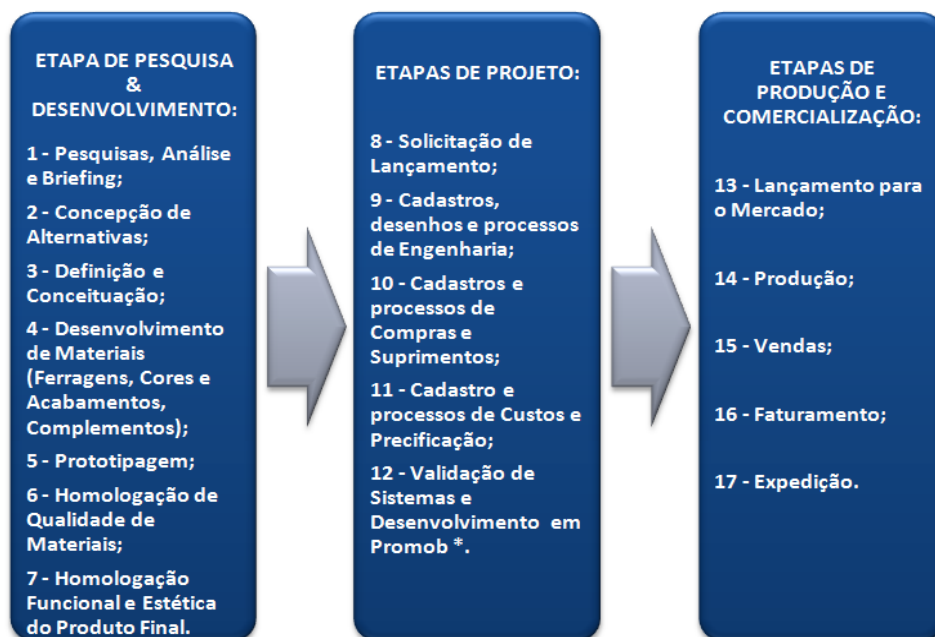 ETAPA DE PESQUISA
&
DESENVOLVIMENTO:
1 - Pesquisas, Análise
e Briefing;
2 - Concepção de
Alternativas;
3 - Definição e
Conceituação;
4 - Desenvolvimento
de Materiais
(Ferragens, Cores e
Acabamentos,
Complementos);
5 - Prototipagem;
6 - Homologação de
Qualidade de
Materiais;
7 - Homologação
Funcional e Estética
do Produto Final.
ETAPAS DE PROJETO:
8 - Solicitação de
Lançamento;
9 - Cadastros,
desenhos e processos
de Engenharia;
10 - Cadastros e
processos de
Compras e
Suprimentos;
11 - Cadastro e
processos de Custos e
Precificação;
12 - Validação de
Sistemas e
Desenvolvimento em
Promob *.
ETAPAS DE
PRODUÇÃO E
COMERCIALIZAÇÃO:
13 - Lançamento para
o Mercado;
14 - Produção;
15 - Vendas;
16 - Faturamento;
17 - Expedição.